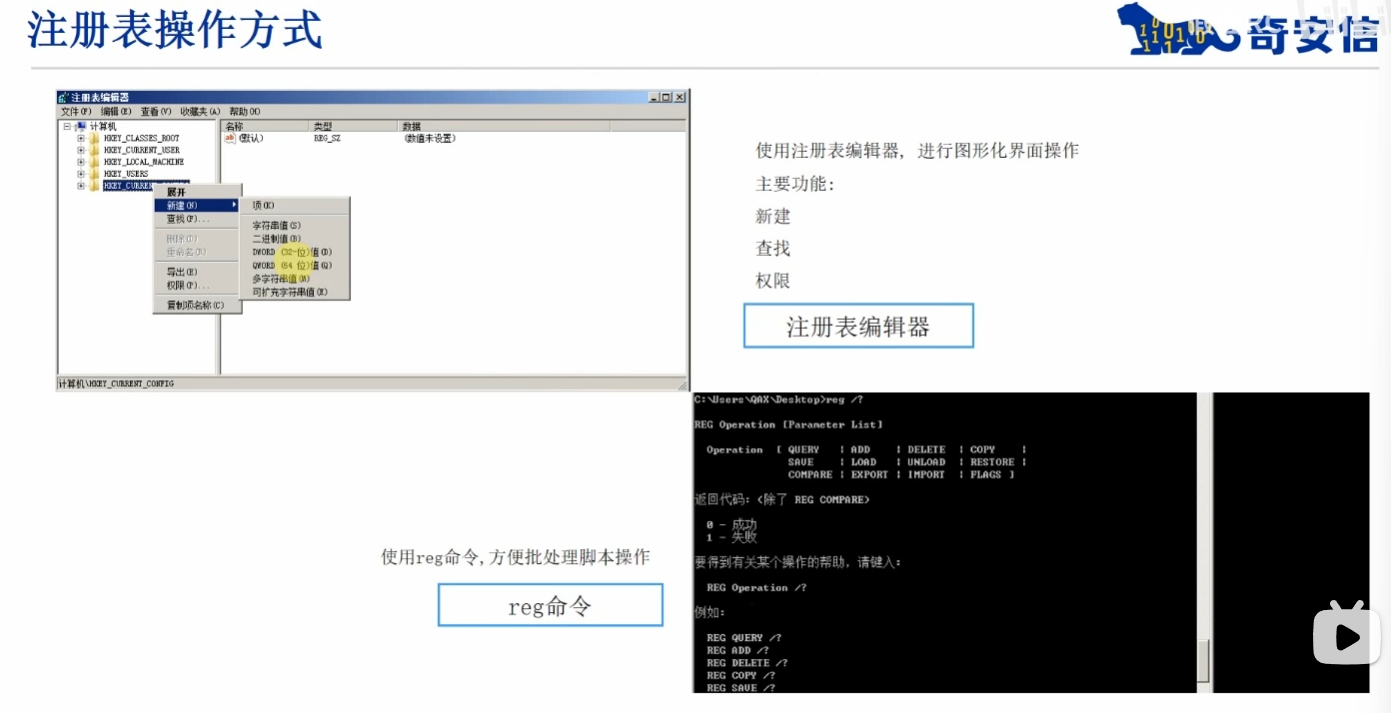 注册表操作方式
奇安信
注册表编辑器
文件(F) 编辑(E) 查看(V) 收藏夹(A) 帮助(H)
计算机
HKEY_CLASSES_ROOT
HKEY_CURRENT_USER
HKEY_LOCAL_MACHINE
HKEY_USERS
HKEY_CURRENT
名称 类型 数据
(默认) REG_SZ (数值未设置)
展开
新建(N)
查找(F)...
删除(D)
重命名(R)
导出(E)
权限(P)...
复制项名称(C)
项(K)
字符串值(S)
二进制值(B)
DWORD (32-位)值(D)
QWORD (64 位)值(Q)
多字符串值(M)
可扩充字符串值(E)
计算机\HKEY_CURRENT_CONFIG
使用注册表编辑器，进行图形化界面操作
主要功能：
新建
查找
权限
注册表编辑器
使用reg命令,方便批处理脚本操作
reg命令
C:\Users\QAX\Desktop>reg /?
REG Operation [Parameter List]
Operation [ QUERY | ADD | DELETE | COPY |
SAVE | LOAD | UNLOAD | RESTORE |
COMPARE | EXPORT | IMPORT | FLAGS ]
返回代码：(除了 REG COMPARE)
0 - 成功
1 - 失败
要得到有关某个操作的帮助，请键入：
REG Operation /?
例如：
REG QUERY /?
REG ADD /?
REG DELETE /?
REG COPY /?
REG SAVE /?